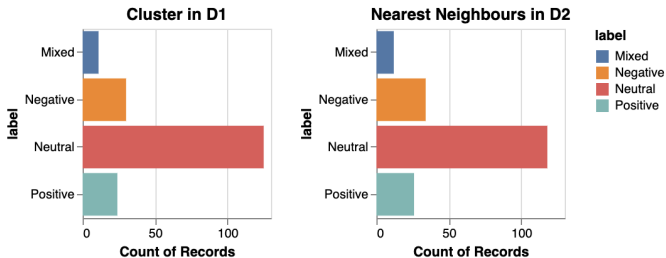 Cluster in D1
label
Mixed
Negative
Neutral
Positive
0 50 100
Count of Records
Nearest Neighbours in D2
label
Mixed
Negative
Neutral
Positive
0 50 100
Count of Records
label
Mixed
Negative
Neutral
Positive